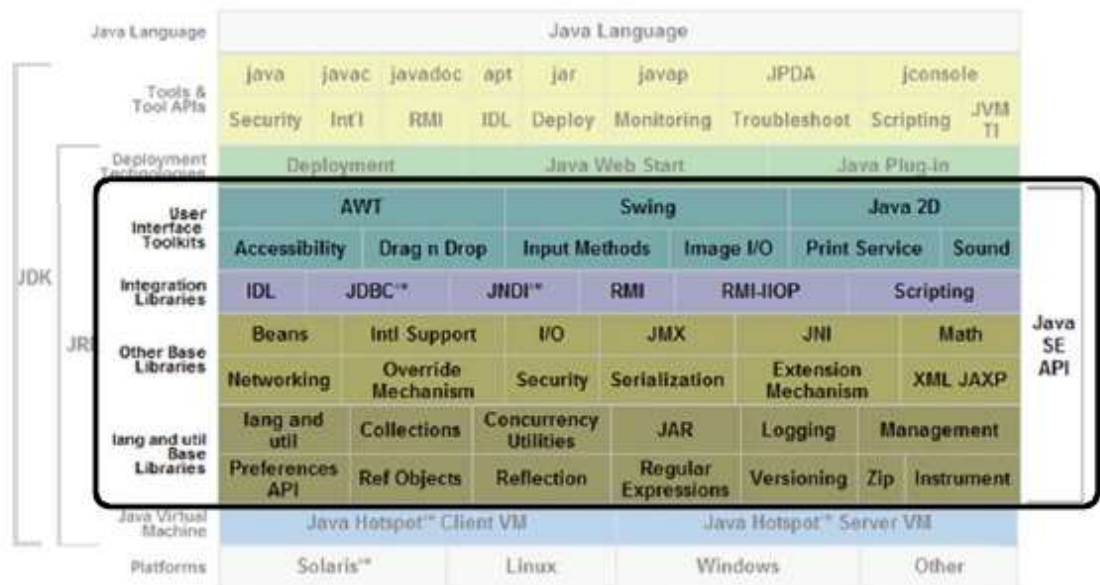 Java Language Java Language
java javac javadoc apt jar javap JPDA jconsole
Tools &
Tool APIs
Security Int'l RMI IDL Deploy Monitoring Troubleshoot Scripting JVM
TI
Deployment
Technologies
Deployment Java Web Start Java Plug-in
User
Interface
Toolkits
AWT Swing Java 2D
Accessibility Drag n Drop Input Methods Image I/O Print Service Sound
JDK
Integration
Libraries
IDL JDBC™ JNDI™ RMI RMI-IIOP Scripting
JR
Other Base
Libraries
Beans Intl Support I/O JMX JNI Math
Networking Override
Mechanism Security Serialization Extension
Mechanism XML JAXP
Java
SE
API
lang and util
Base
Libraries
lang and
util Collections Concurrency
Utilities JAR Logging Management
Preferences
API Ref Objects Reflection Regular
Expressions Versioning Zip Instrument
Java Virtual
Machine
Java Hotspot™ Client VM Java Hotspot™ Server VM
Platforms Solaris™ Linux Windows Other